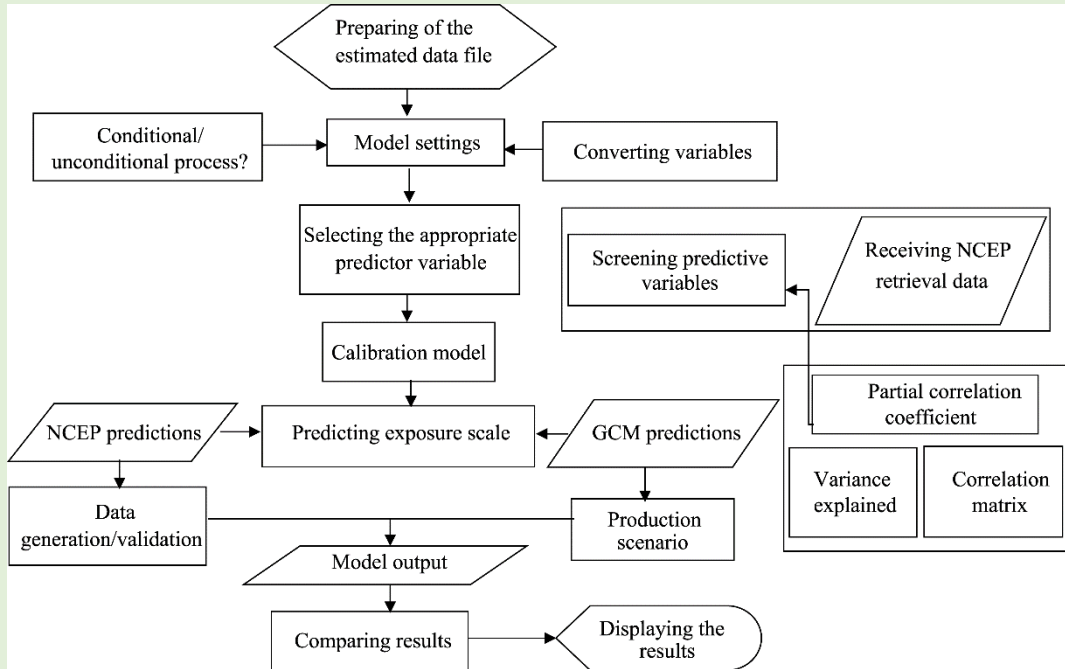 Preparing of the
estimated data file
Conditional/
unconditional process?
Model settings
Converting variables
Selecting the appropriate
predictor variable
Screening predictive
variables
Receiving NCEP
retrieval data
Calibration model
Partial correlation
coefficient
NCEP predictions
Predicting exposure scale
GCM predictions
Variance
explained
Correlation
matrix
Data
generation/validation
Production
scenario
Model output
Comparing results
Displaying the
results